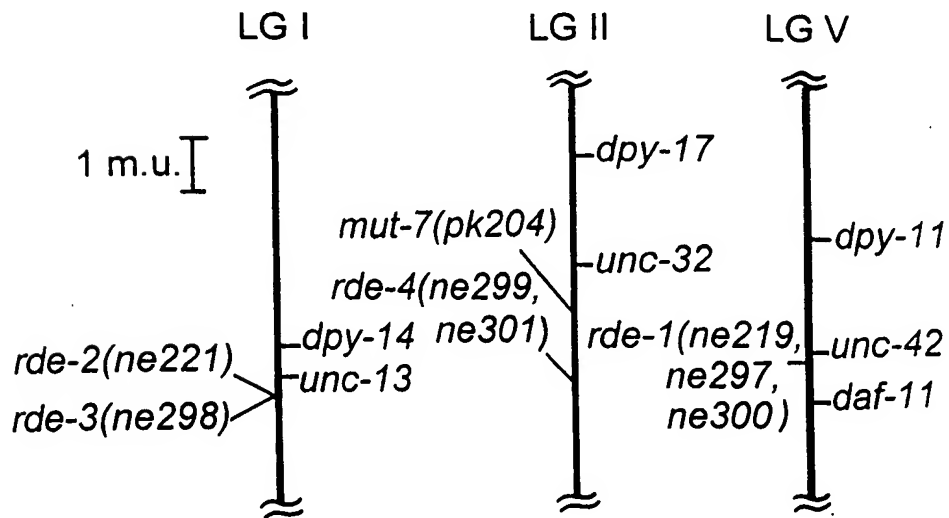 LG I
LG II
LG V
1 m.u.
dpy-17
mut-7(pk204)
dpy-11
unc-32
rde-4(ne299,
ne301)
dpy-14
unc-13
rde-2(ne221)
rde-3(ne298)
rde-1(ne219,
ne297,
ne300)
unc-42
daf-11